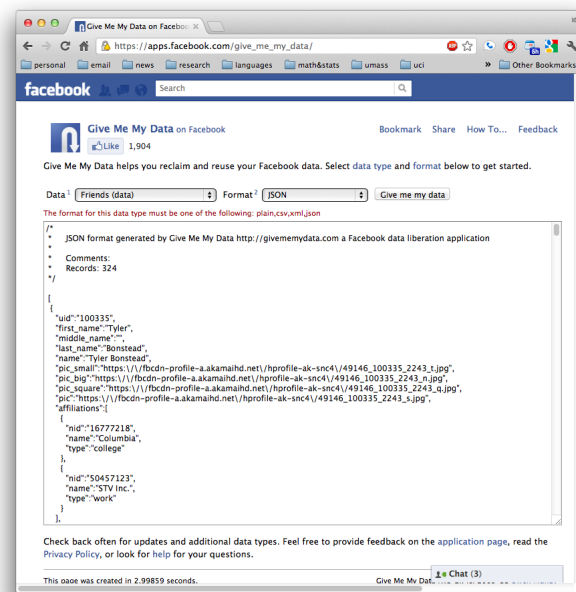 Give Me My Data on Faceboo
https://apps.facebook.com/give_me_my_data/
personal email news research languages math&stats umass uci » Other Bookmarks
facebook Search
Give Me My Data on Facebook
Bookmark Share How To... Feedback
Like 1,904
Give Me My Data helps you reclaim and reuse your Facebook data. Select data type and format below to get started.
Data 1 Friends (data) Format 2 JSON Give me my data
The format for this data type must be one of the following: plain,csv,xml,json
/*
* JSON format generated by Give Me My Data http://givememydata.com a Facebook data liberation application
*
* Comments:
* Records: 324
*/
[
{
"uid":"100335",
"first_name":"Tyler",
"middle_name":"",
"last_name":"Bonstead",
"name":"Tyler Bonstead",
"pic_small":"https:\/\/fbcdn-profile-a.akamaihd.net\/hprofile-ak-snc4\/49146_100335_2243_t.jpg",
"pic_big":"https:\/\/fbcdn-profile-a.akamaihd.net\/hprofile-ak-snc4\/49146_100335_2243_n.jpg",
"pic_square":"https:\/\/fbcdn-profile-a.akamaihd.net\/hprofile-ak-snc4\/49146_100335_2243_q.jpg",
"pic":"https:\/\/fbcdn-profile-a.akamaihd.net\/hprofile-ak-snc4\/49146_100335_2243_s.jpg",
"affiliations":[
{
"nid":"16777218",
"name":"Columbia",
"type":"college"
},
{
"nid":"50457123",
"name":"STV Inc.",
"type":"work"
}
],
Check back often for updates and additional data types. Feel free to provide feedback on the application page, read the
Privacy Policy, or look for help for your questions.
Chat (3)
This page was created in 2.99859 seconds.
Give Me My Dat